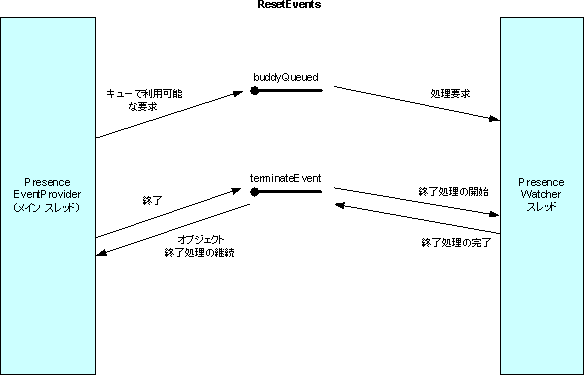 ResetEvents
Presence
EventProvider
(メイン スレッド)
キューで利用可能
な要求
buddyQueued
処理要求
終了
terminateEvent
終了処理の開始
オブジェクト
終了処理の継続
終了処理の完了
Presence
Watcher
スレッド